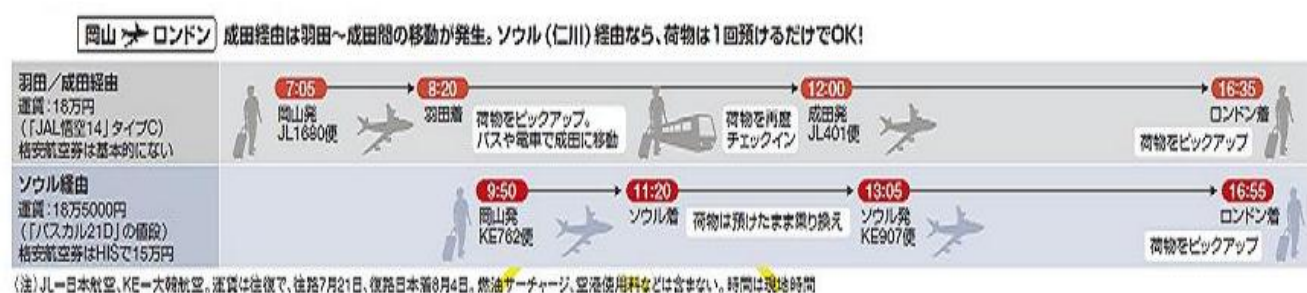 岡山 ロンドン 成田経由は羽田～成田間の移動が発生。ソウル(仁川)経由なら、荷物は1回預けるだけでOK!
羽田/成田経由
運賃:18万円
(「JAL悟空14」タイプC)
格安航空券は基本的にない
7:05
岡山発
JL1680便
8:20
羽田着
荷物をピックアップ。
バスや電車で成田に移動
荷物を再度
チェックイン
12:00
成田発
JL401便
16:35
ロンドン着
荷物をピックアップ
ソウル経由
運賃:18万5000円
(「パスカル21D」の値段)
格安航空券はHISで15万円
9:50
岡山発
KE762便
11:20
ソウル着
荷物は預けたまま乗り換え
13:05
ソウル発
KE907便
16:55
ロンドン着
荷物をピックアップ
(注)JL=日本航空、KE=大韓航空。運賃は往復で、往路7月21日、復路日本着8月4日。燃油サーチャージ、空港使用料などは含まない。時間は現地時間